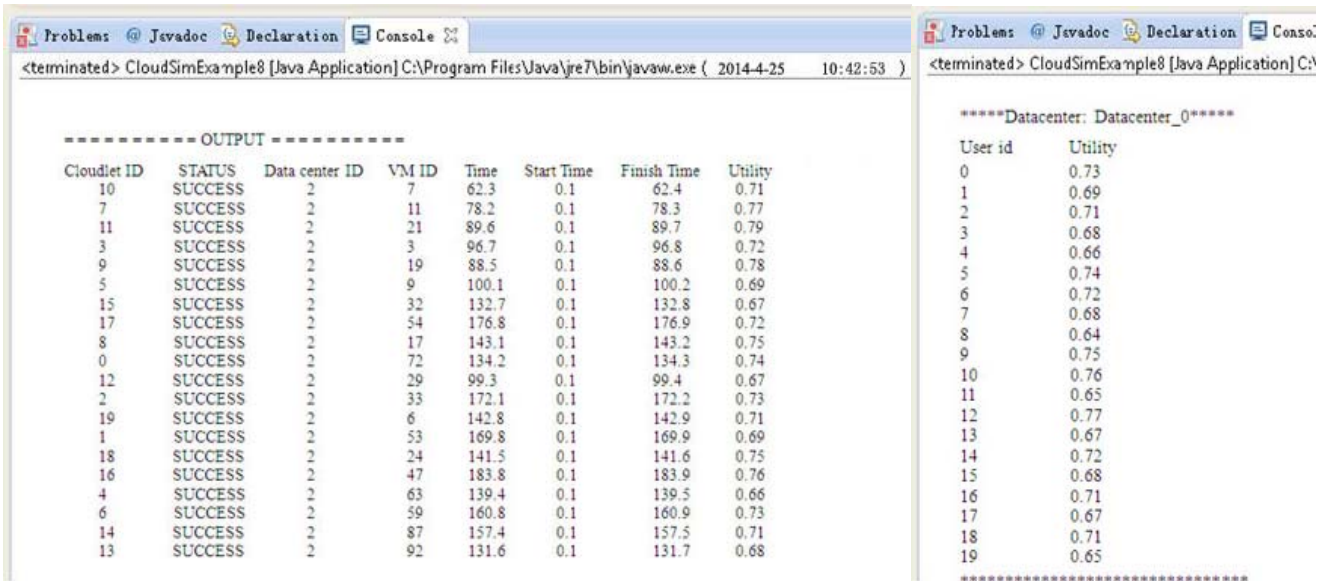 Problems @ Javadoc Declaration Console
<terminated> CloudSimExample8 [Java Application] C:\Program Files\Java\jre7\bin\javaw.exe ( 2014-4-25 10:42:53 )
========== OUTPUT ==========
Cloudlet ID STATUS Data center ID VM ID Time Start Time Finish Time Utility
10 SUCCESS 2 7 62.3 0.1 62.4 0.71
7 SUCCESS 2 11 78.2 0.1 78.3 0.77
11 SUCCESS 2 21 89.6 0.1 89.7 0.79
3 SUCCESS 2 3 96.7 0.1 96.8 0.72
9 SUCCESS 2 19 88.5 0.1 88.6 0.78
5 SUCCESS 2 9 100.1 0.1 100.2 0.69
15 SUCCESS 2 32 132.7 0.1 132.8 0.67
17 SUCCESS 2 54 176.8 0.1 176.9 0.72
8 SUCCESS 2 17 143.1 0.1 143.2 0.75
0 SUCCESS 2 72 134.2 0.1 134.3 0.74
12 SUCCESS 2 29 99.3 0.1 99.4 0.67
2 SUCCESS 2 33 172.1 0.1 172.2 0.73
19 SUCCESS 2 6 142.8 0.1 142.9 0.71
1 SUCCESS 2 53 169.8 0.1 169.9 0.69
18 SUCCESS 2 24 141.5 0.1 141.6 0.75
16 SUCCESS 2 47 183.8 0.1 183.9 0.76
4 SUCCESS 2 63 139.4 0.1 139.5 0.66
6 SUCCESS 2 59 160.8 0.1 160.9 0.73
14 SUCCESS 2 87 157.4 0.1 157.5 0.71
13 SUCCESS 2 92 131.6 0.1 131.7 0.68
Problems @ Javadoc Declaration Consol
<terminated> CloudSimExample8 [Java Application] C:\
*****Datacenter: Datacenter_0*****
User id Utility
0 0.73
1 0.69
2 0.71
3 0.68
4 0.66
5 0.74
6 0.72
7 0.68
8 0.64
9 0.75
10 0.76
11 0.65
12 0.77
13 0.67
14 0.72
15 0.68
16 0.71
17 0.67
18 0.71
19 0.65
********************************